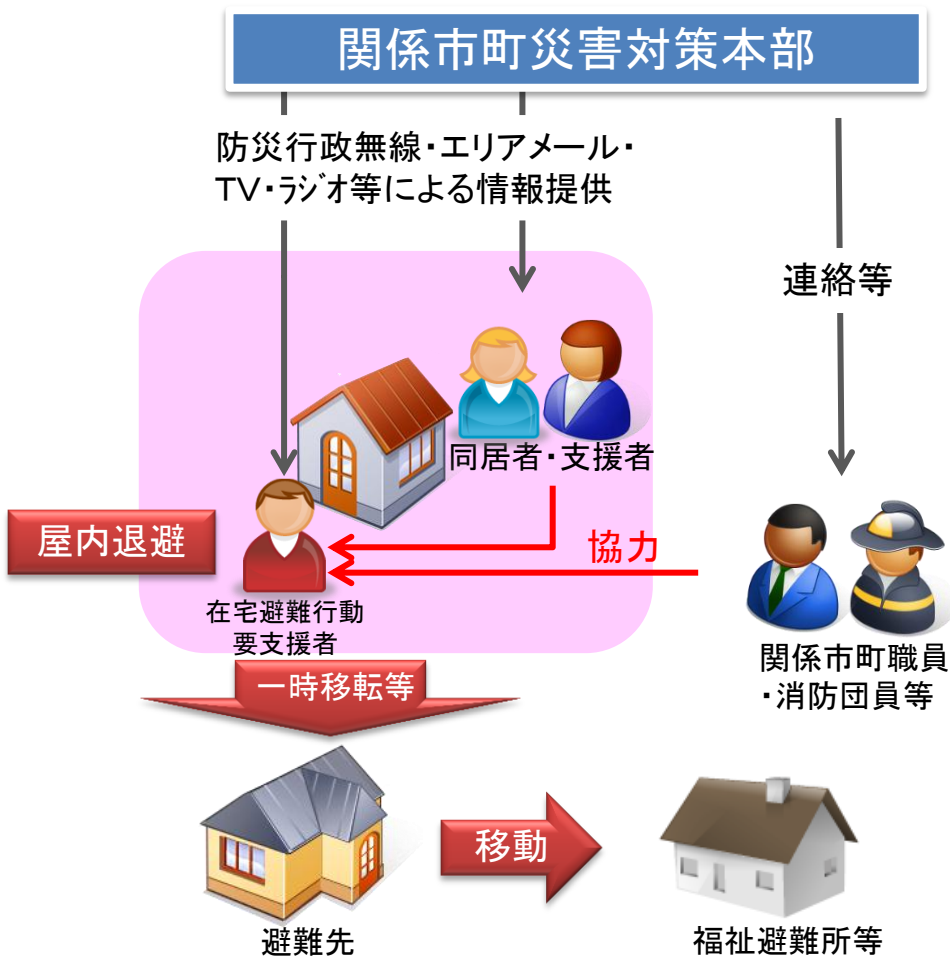 関係市町災害対策本部
防災行政無線・エリアメール・
TV・ﾗｼﾞｵ等による情報提供
連絡等
同居者・支援者
屋内退避
協力
在宅避難行動
要支援者
関係市町職員
・消防団員等
一時移転等
移動
避難先
福祉避難所等